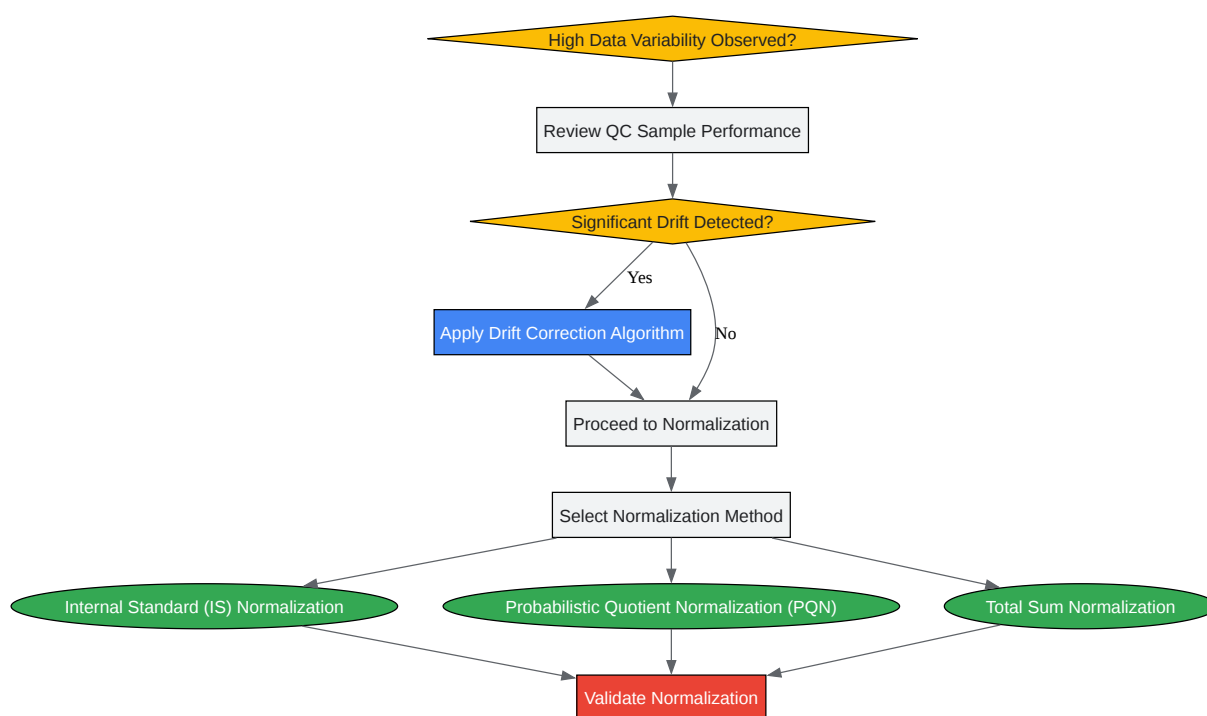 High Data Variability Observed?
Review QC Sample Performance
Significant Drift Detected?
Yes
Apply Drift Correction Algorithm
No
Proceed to Normalization
Select Normalization Method
Internal Standard (IS) Normalization
Probabilistic Quotient Normalization (PQN)
Total Sum Normalization
Validate Normalization